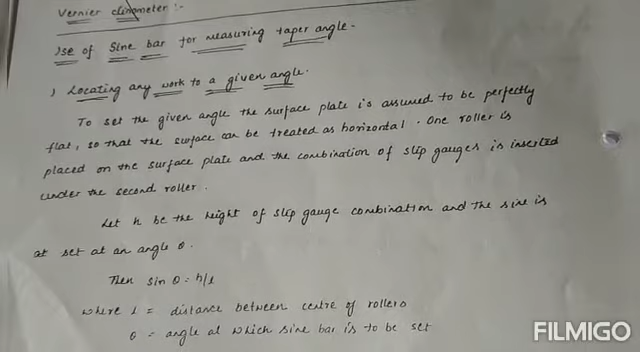 Vernier clinometer :-
Use of Sine bar for measuring taper angle.
) Locating any work to a given angle.
To set the given angle the surface plate is assumed to be perfectly
flat, so that the surface can be treated as horizontal. One roller is
placed on the surface plate and the combination of slip gauges is inserted
under the second roller.
Let h be the height of slip gauge combination and the sine is
at set at an angle θ.
Then sin θ = h/l
where l = distance between centre of rollers
θ = angle at which sine bar is to be set
FILMIGO